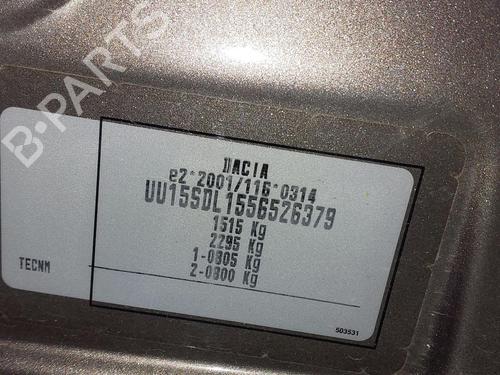 B-PARTS
DACIA
e2*2001/116*0314
UU15SDL1556526379
1515 Kg
2295 Kg
1-0805 Kg
2-0800 Kg
TECNM
503531